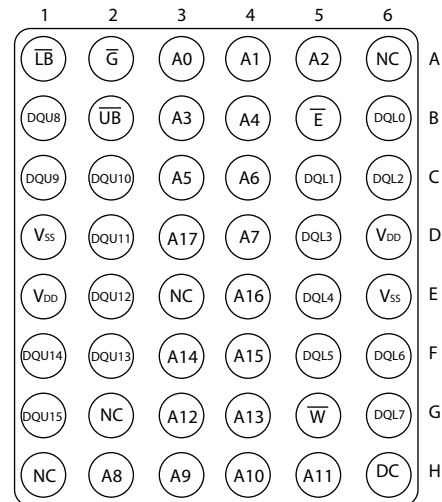 1 2 3 4 5 6
L̅B̅ G̅ A0 A1 A2 NC A
DQU8 U̅B̅ A3 A4 E̅ DQL0 B
DQU9 DQU10 A5 A6 DQL1 DQL2 C
VSS DQU11 A17 A7 DQL3 VDD D
VDD DQU12 NC A16 DQL4 VSS E
DQU14 DQU13 A14 A15 DQL5 DQL6 F
DQU15 NC A12 A13 W̅ DQL7 G
NC A8 A9 A10 A11 DC H